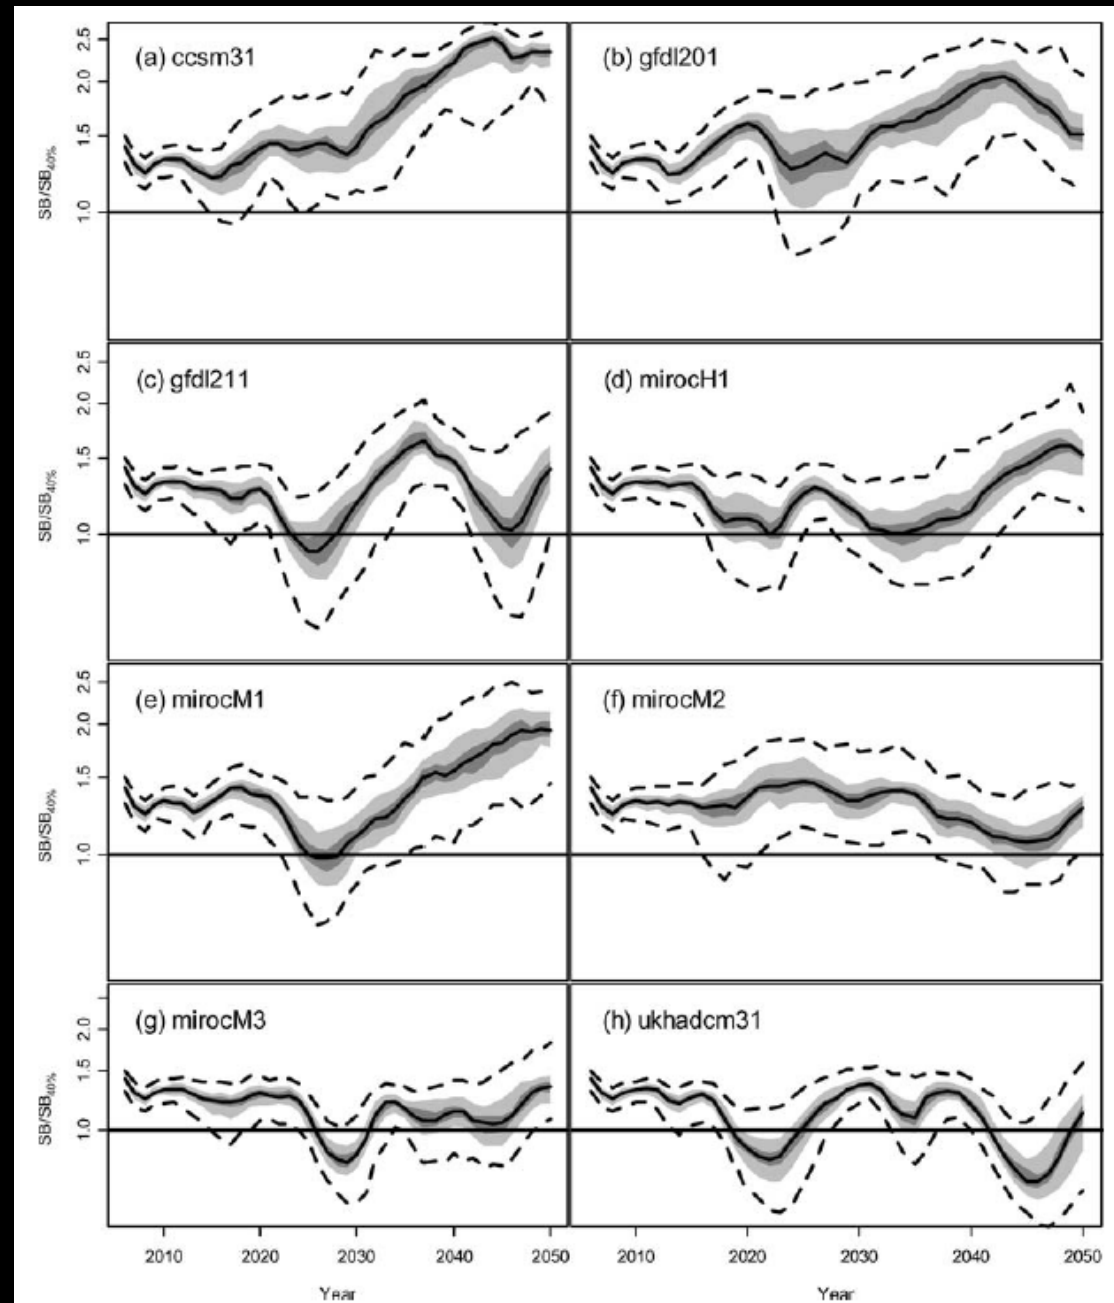 (a) ccsm31
(b) gfdl201
SB/SB40%
2.5
2.0
1.5
1.0
(c) gfdl211
(d) mirocH1
SB/SB40%
2.5
2.0
1.5
1.0
(e) mirocM1
(f) mirocM2
SB/SB40%
2.5
2.0
1.5
1.0
(g) mirocM3
(h) ukhadcm31
SB/SB40%
2.0
1.5
1.0
2010 2020 2030 2040 2050
2010 2020 2030 2040 2050
Year
Year